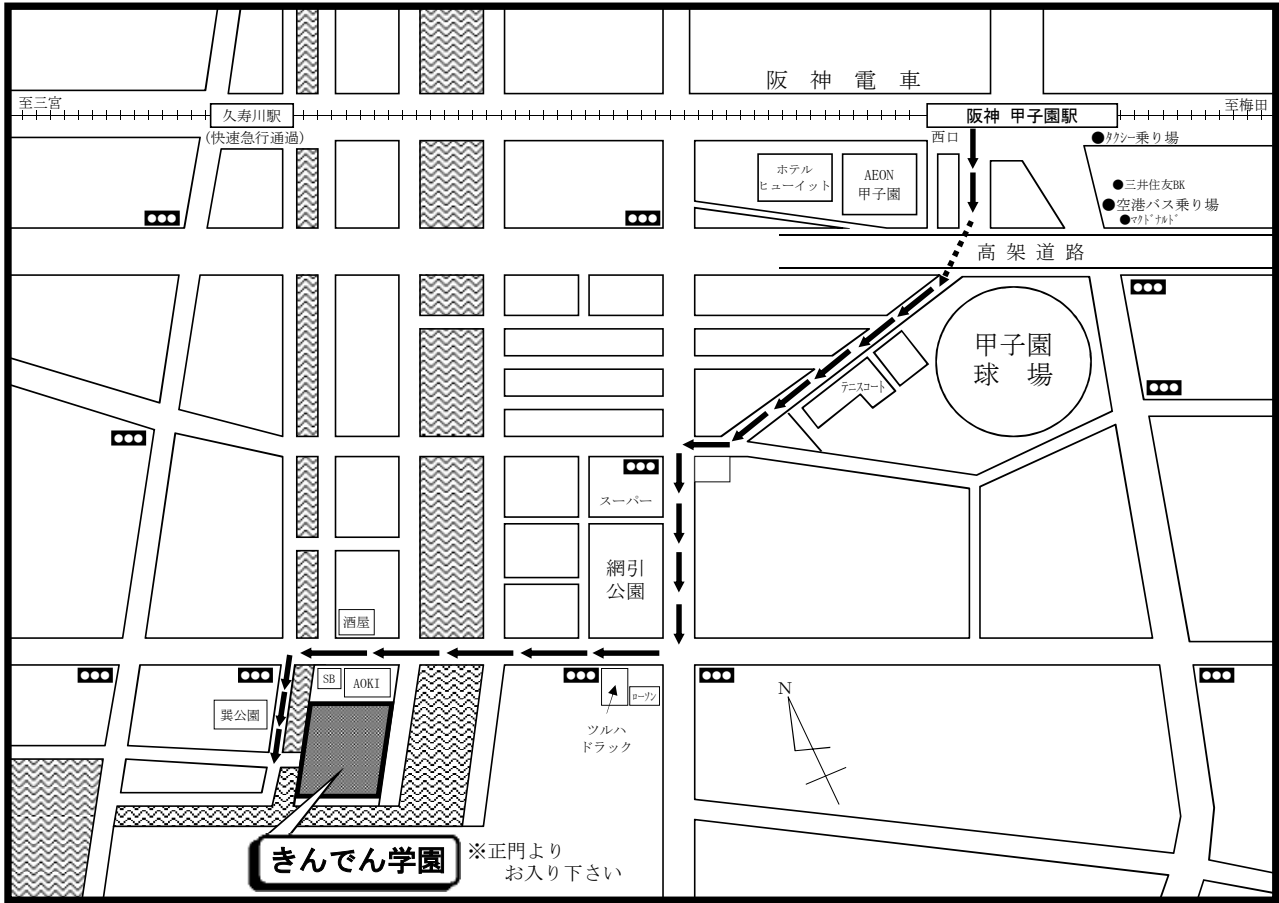 阪神電車
至三宮
久寿川駅
(快速急行通過)
阪神 甲子園駅
至梅田
西口
●タクシー乗り場
ホテル
ヒューイット
AEON
甲子園
●三井住友BK
●空港バス乗り場
●マクドナルド
高架道路
甲子園
球場
テニスコート
スーパー
網引
公園
酒屋
SB
AOKI
巽公園
ローソン
ツルハ
ドラック
N
きんでん学園
※正門より
お入り下さい